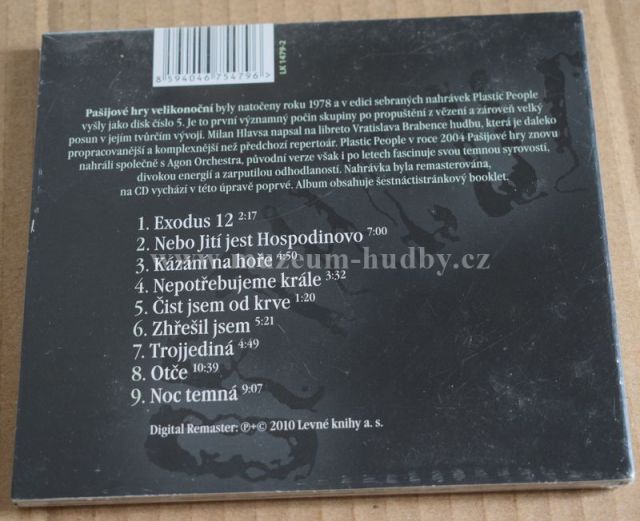 8 594046 754796 >
LK 1479-2
Pašijové hry velikonoční byly natočeny roku 1978 a v edici sebraných nahrávek Plastic People
vyšly jako disk číslo 5. Je to první významný počin skupiny po propuštění z vězení a zároveň velký
posun v jejím tvůrčím vývoji. Milan Hlavsa napsal na libreto Vratislava Brabence hudbu, která je daleko
propracovanější a komplexnější než předchozí repertoár. Plastic People v roce 2004 Pašijové hry znovu
nahráli společně s Agon Orchestra, původní verze však i po letech fascinuje svou temnou syrovostí,
divokou energií a zarputilou odhodlaností. Nahrávka byla remasterována,
na CD vychází v této úpravě poprvé. Album obsahuje šestnáctistránkový booklet.
1. Exodus 12 2:17
2. Nebo Jití jest Hospodinovo 7:00
3. Kázání na hoře 4:50
www.muzeum-hudby.cz
4. Nepotřebujeme krále 3:32
5. Čist jsem od krve 1:20
6. Zhřešil jsem 5:21
7. Trojjediná 4:49
8. Otče 10:39
9. Noc temná 9:07
Digital Remaster: ℗+© 2010 Levné knihy a. s.